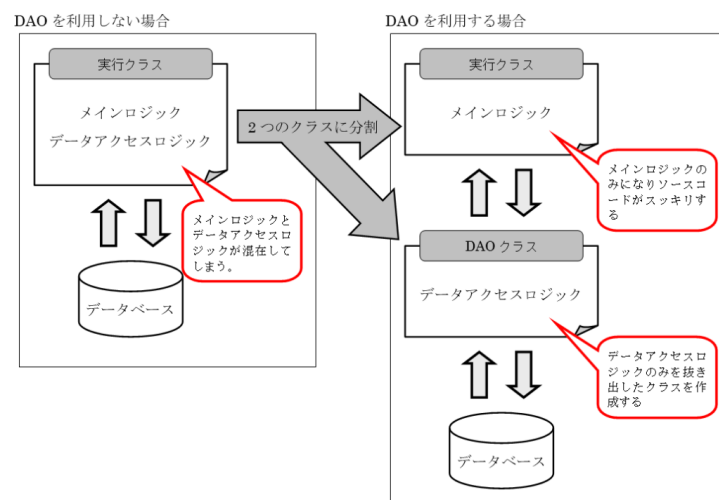 DAO を利用しない場合
実行クラス
メインロジック
データアクセスロジック
メインロジックと
データアクセスロ
ジックが混在して
しまう。
データベース
2 つのクラスに分割
DAO を利用する場合
実行クラス
メインロジック
メインロジックの
みになりソースコ
ードがスッキリす
る
DAO クラス
データアクセスロジック
データアクセスロ
ジックのみを抜き
出したクラスを作
成する
データベース